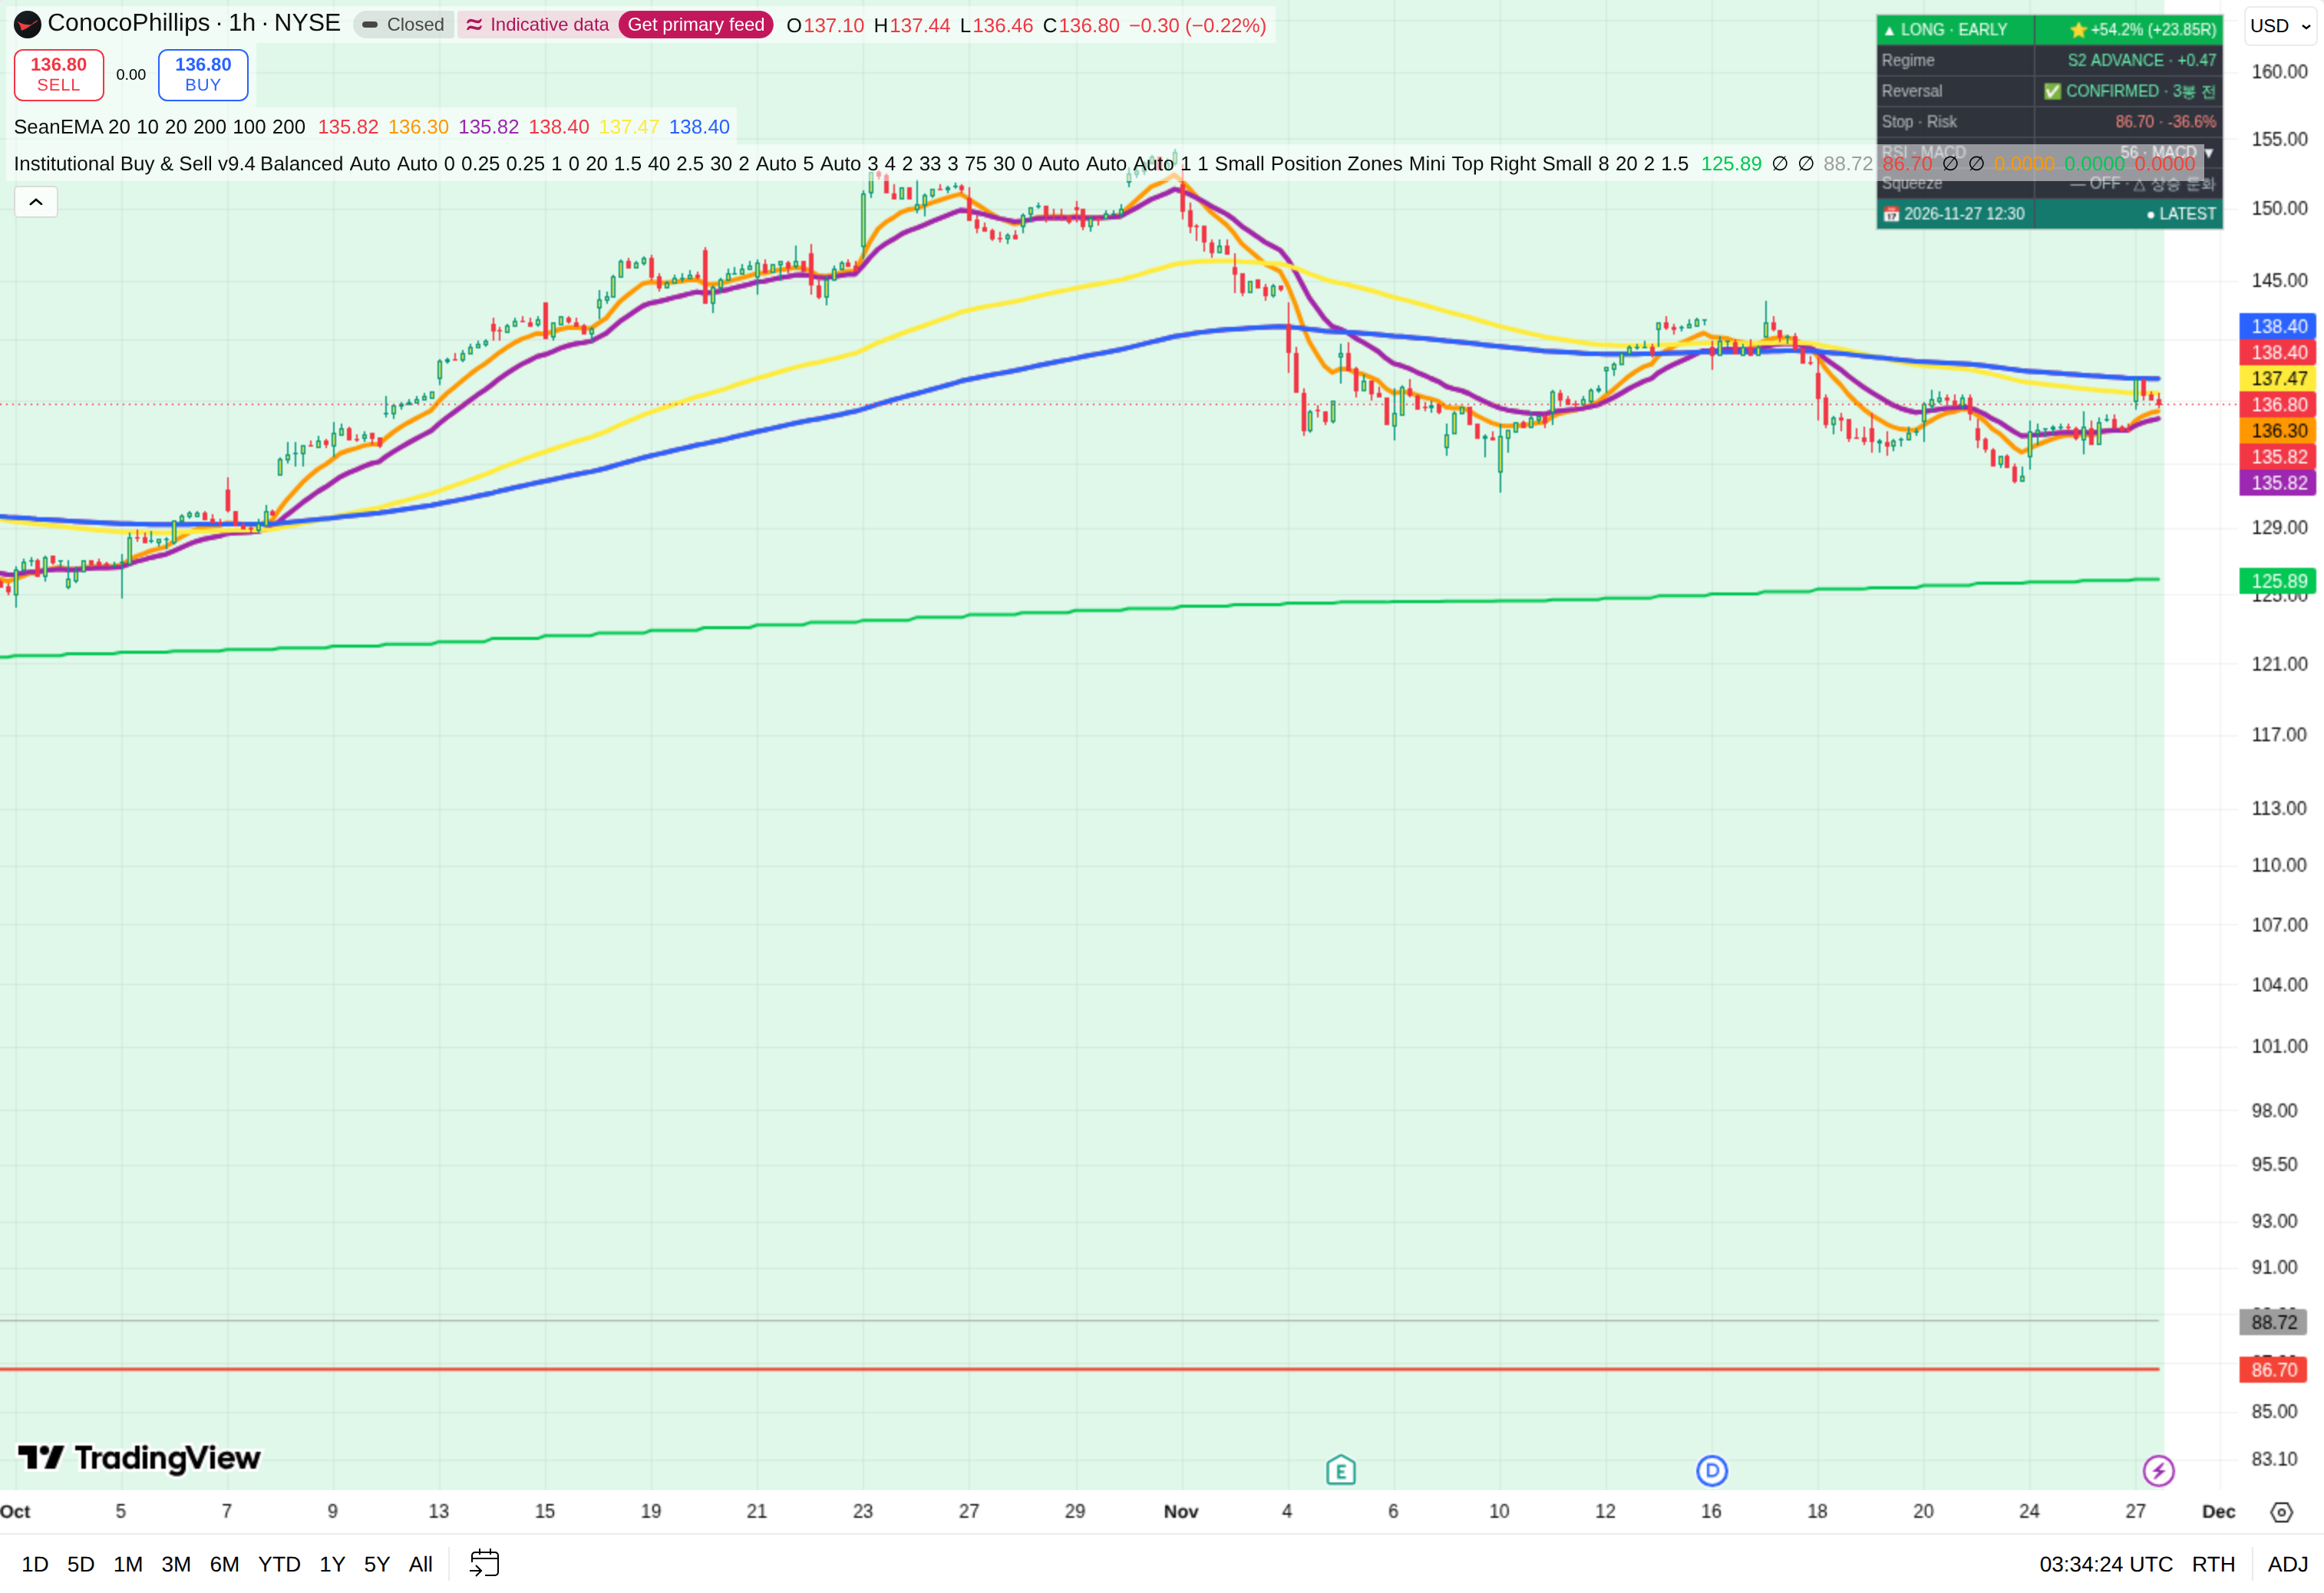 ConocoPhillips · 1h · NYSE Closed Indicative data Get primary feed O137.10 H137.44 L136.46 C136.80 −0.30 (−0.22%)
136.80 SELL 0.00 136.80 BUY
SeanEMA 20 10 20 200 100 200 135.82 136.30 135.82 138.40 137.47 138.40
Institutional Buy & Sell v9.4 Balanced Auto Auto 0 0.25 0.25 1 0 20 1.5 40 2.5 30 2 Auto 5 Auto 3 4 2 33 3 75 30 0 Auto Auto Auto 1 1 Small Position Zones Mini Top Right Small 8 20 2 1.5 125.89 ∅ ∅ 88.72 86.70 ∅ ∅ 0.0000 0.0000 0.0000
▲ LONG · EARLY ⭐ +54.2% (+23.85R)
Regime S2 ADVANCE · +0.47
Reversal ✅ CONFIRMED · 3봉 전
Stop · Risk 86.70 · -36.6%
RSI · MACD 56 · MACD ▼
Squeeze — OFF · △ 상승 둔화
📅 2026-11-27 12:30 ● LATEST
USD
160.00
155.00
150.00
145.00
138.40
138.40
137.47
136.80
136.30
135.82
135.82
129.00
125.89
125.00
121.00
117.00
113.00
110.00
107.00
104.00
101.00
98.00
95.50
93.00
91.00
88.72
86.70
85.00
83.10
TradingView
E D
Oct 5 7 9 13 15 19 21 23 27 29 Nov 4 6 10 12 16 18 20 24 27 Dec
1D 5D 1M 3M 6M YTD 1Y 5Y All 03:34:24 UTC RTH ADJ